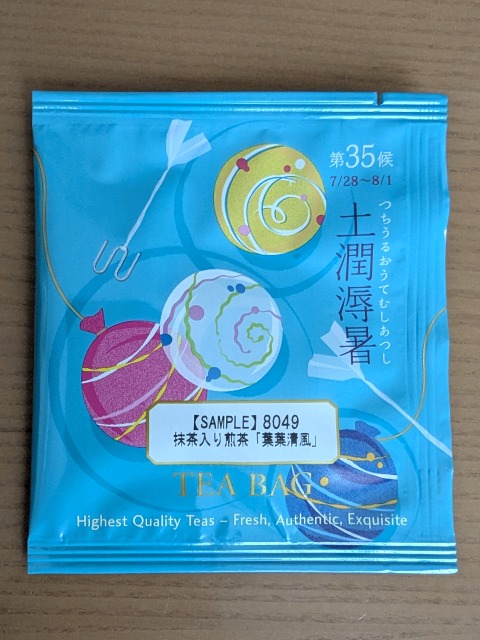 第35候
7/28~8/1
土潤溽暑
つちうるおうてむしあつし
【SAMPLE】8049
抹茶入り煎茶「葉葉清風」
TEA BAG
Highest Quality Teas – Fresh, Authentic, Exquisite